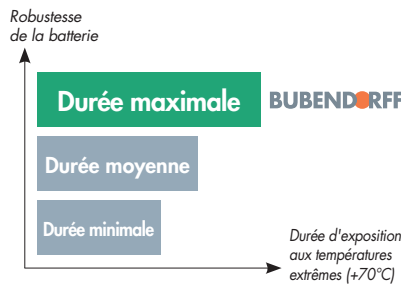 Robustesse
de la batterie
Durée maximale
BUBENDORFF
Durée moyenne
Durée minimale
Durée d'exposition
aux températures
extrêmes (+70°C)